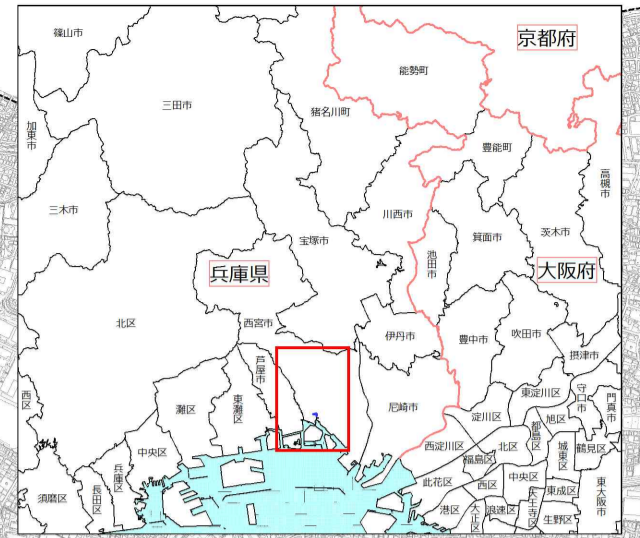 篠山市
京都府
能勢町
三田市
猪名川町
加東市
豊能町
高槻市
三木市
川西市
茨木市
箕面市
宝塚市
池田市
兵庫県
大阪府
北区
西宮市
伊丹市
豊中市
吹田市
摂津市
芦屋市
東淀川区
守口市
門真市
西区
灘区
東灘区
尼崎市
淀川区
都島区
旭区
中央区
西淀川区
北区
城東区
鶴見区
福島区
兵庫区
長田区
須磨区
此花区
西区
中央区
東成区
東大阪市
港区
大正区
浪速区
天王寺区
生野区